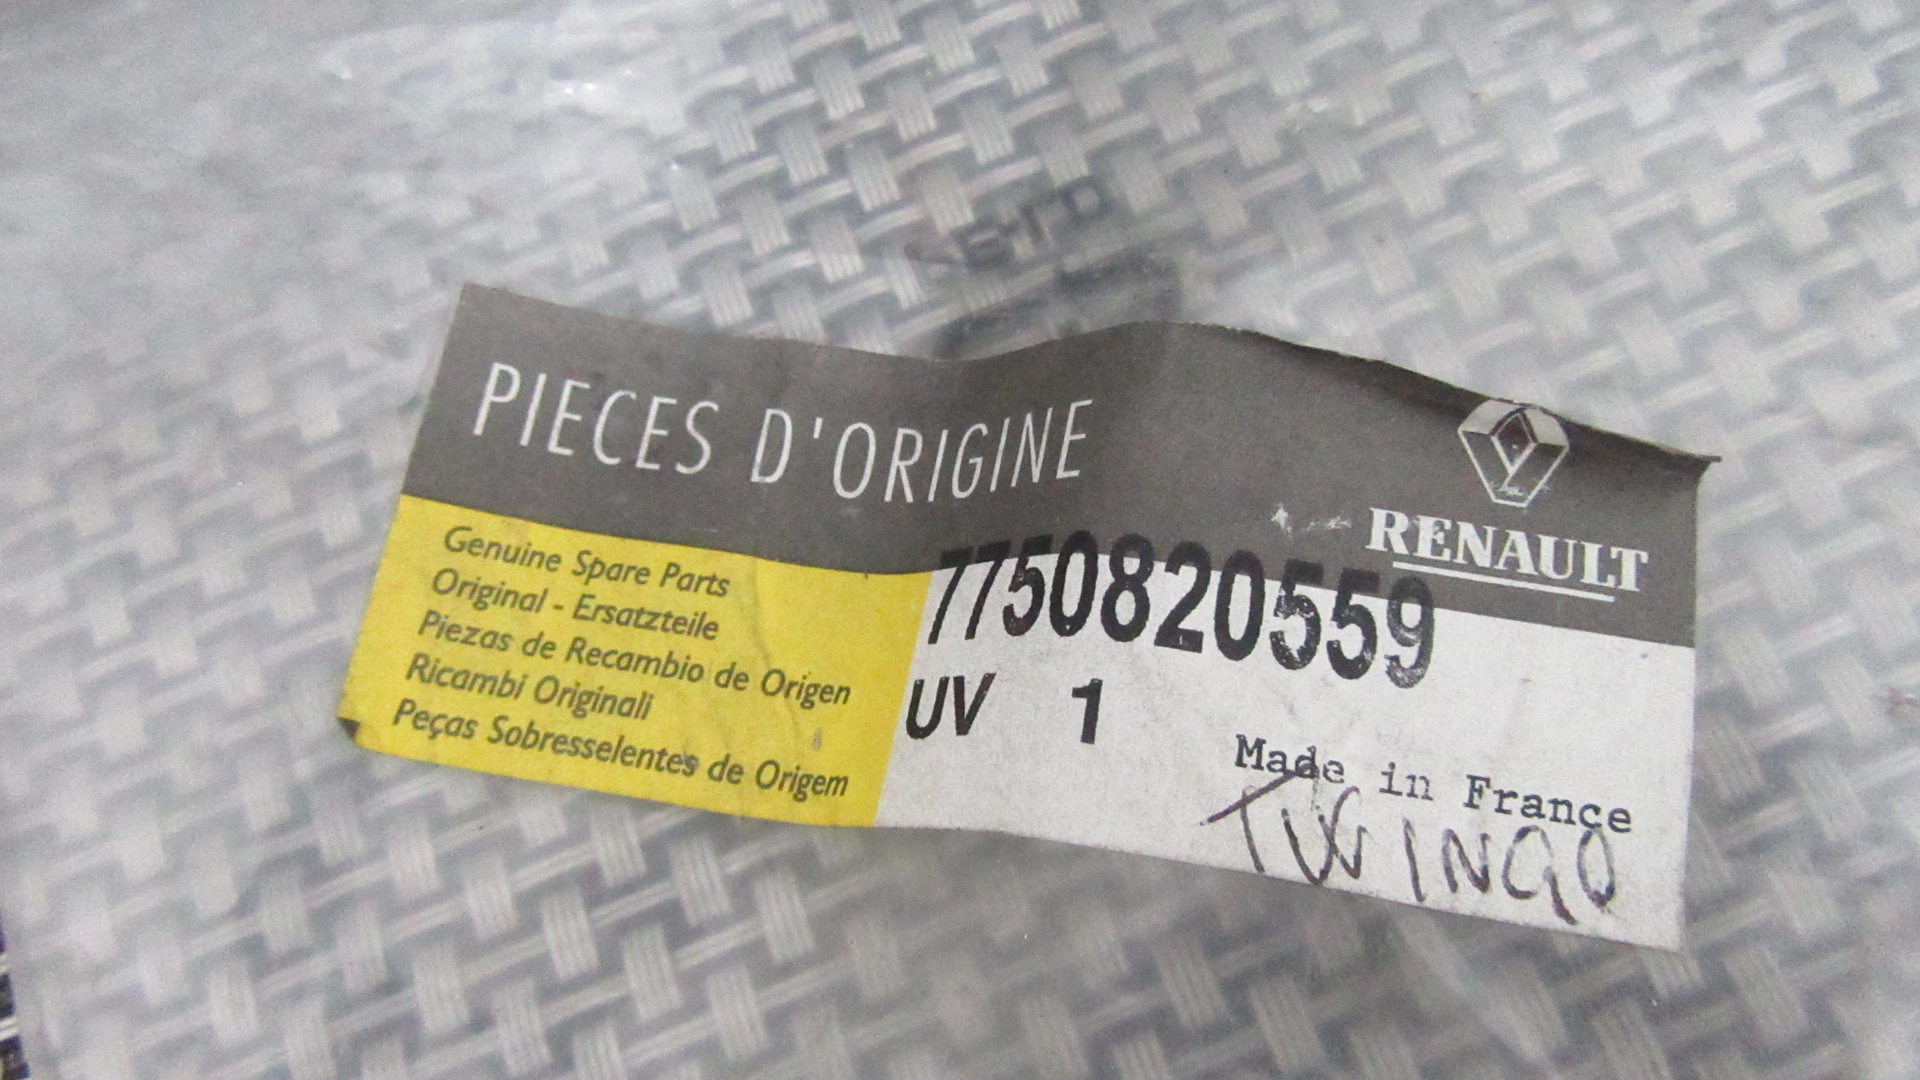 PIECES D'ORIGINE
RENAULT
Genuine Spare Parts
Original - Ersatzteile
Piezas de Recambio de Origen
Ricambi Originali
Peças Sobresselentes de Origem
7750820559
UV 1
Made in France
TWINGO